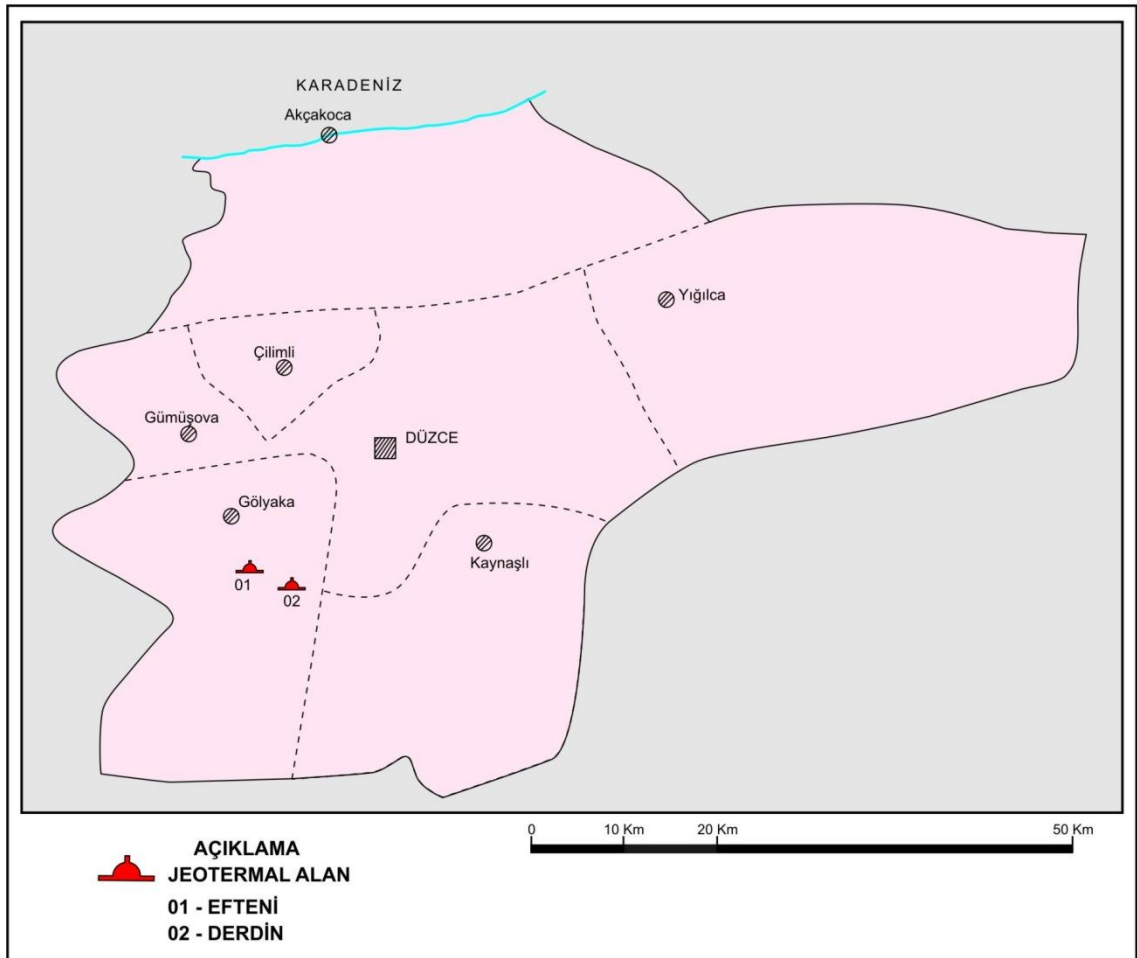 KARADENİZ
Akçakoca
Yığılca
Çilimli
Gümüşova
DÜZCE
Gölyaka
Kaynaşlı
01
02
0 10 Km 20 Km 50 Km
AÇIKLAMA
JEOTERMAL ALAN
01 - EFTENİ
02 - DERDİN